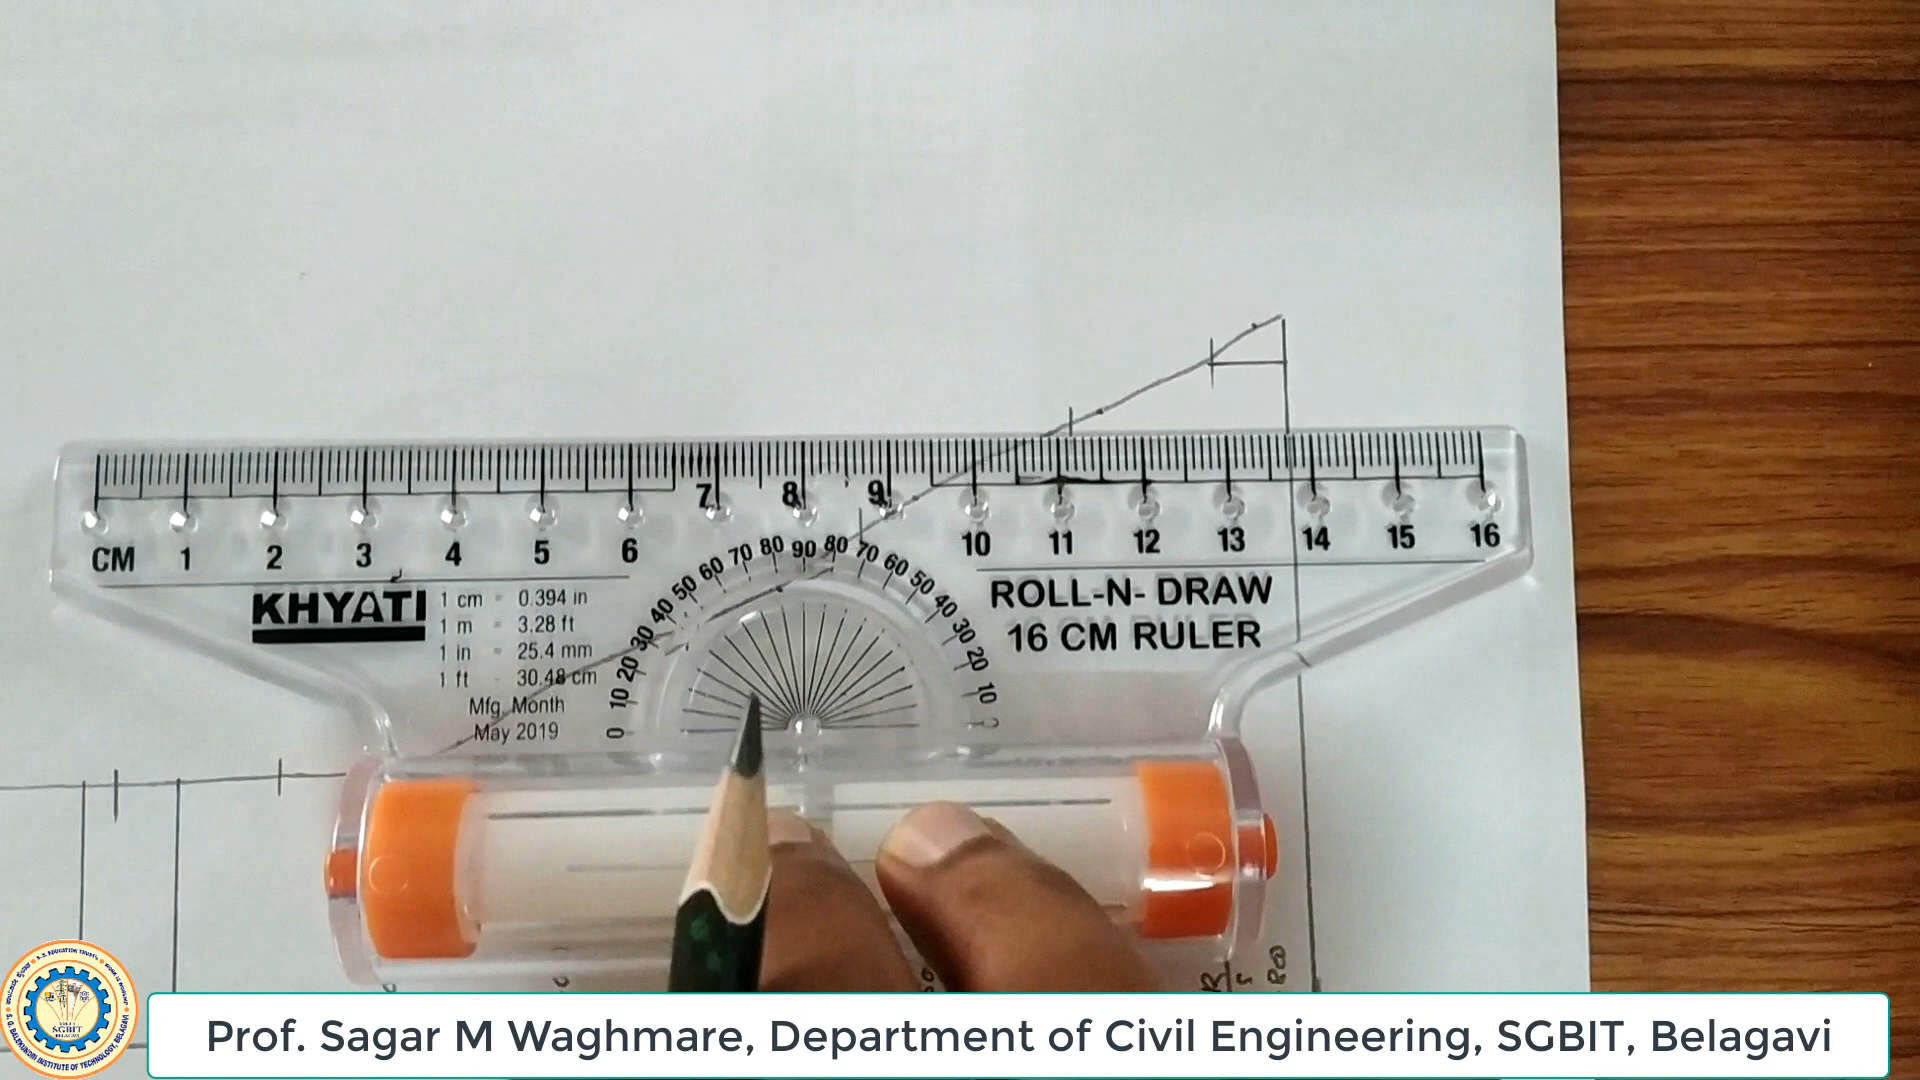 7 8 9
CM 1 2 3 4 5 6 10 11 12 13 14 15 16
0 10 20 30 40 50 60 70 80 90 80 70 60 50 40 30 20 10
KHYATI
1 cm = 0.394 in
1 m = 3.28 ft
1 in = 25.4 mm
1 ft - 30.48 cm
Mfg. Month
May 2019
ROLL-N- DRAW
16 CM RULER
SGBIT
BELAGAVI
Prof. Sagar M Waghmare, Department of Civil Engineering, SGBIT, Belagavi